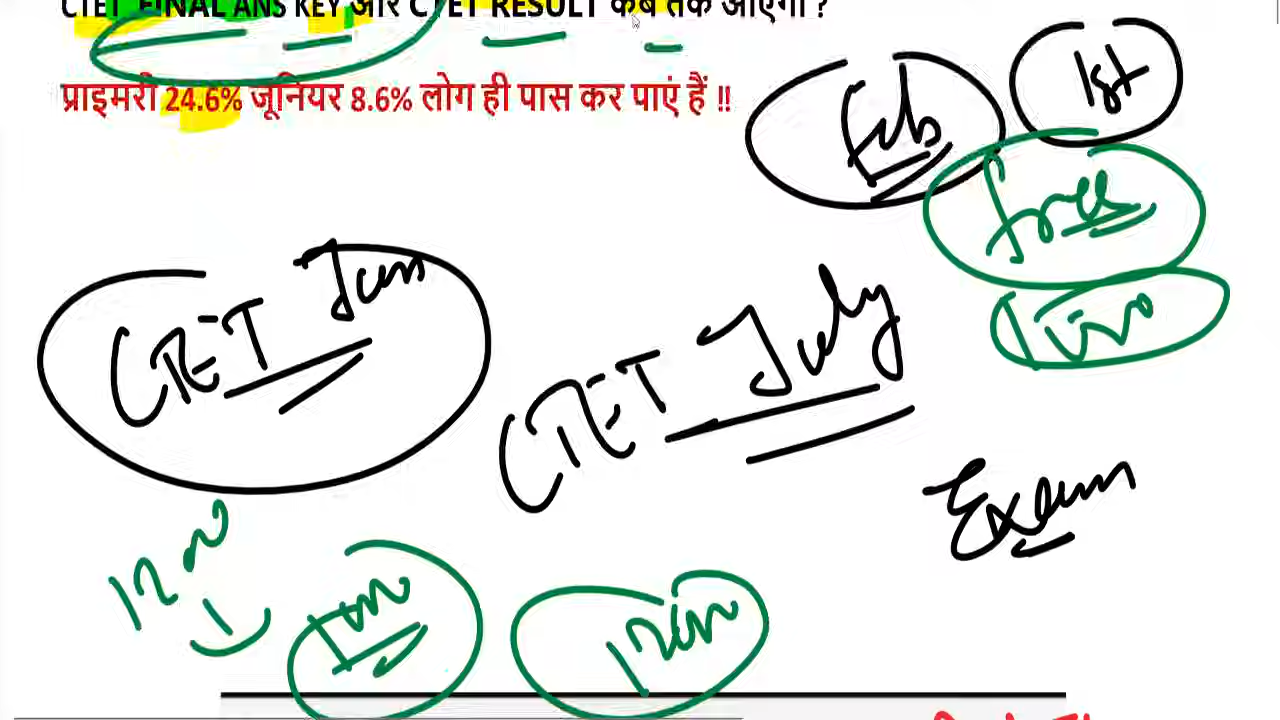 CTET FINAL ANS KEY और CTET RESULT कब तक आएगा ?
प्राइमरी 24.6% जूनियर 8.6% लोग ही पास कर पाएं हैं !!
Feb
1st
free
CTET Jan
CTET July
Exam
1200